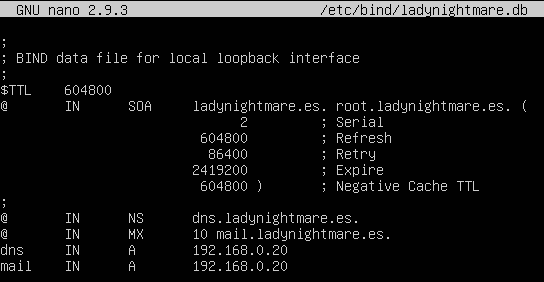 GNU nano 2.9.3 /etc/bind/ladynightmare.db
;
; BIND data file for local loopback interface
;
$TTL 604800
@ IN SOA ladynightmare.es. root.ladynightmare.es. (
2 ; Serial
604800 ; Refresh
86400 ; Retry
2419200 ; Expire
604800 ) ; Negative Cache TTL
;
@ IN NS dns.ladynightmare.es.
@ IN MX 10 mail.ladynightmare.es.
dns IN A 192.168.0.20
mail IN A 192.168.0.20